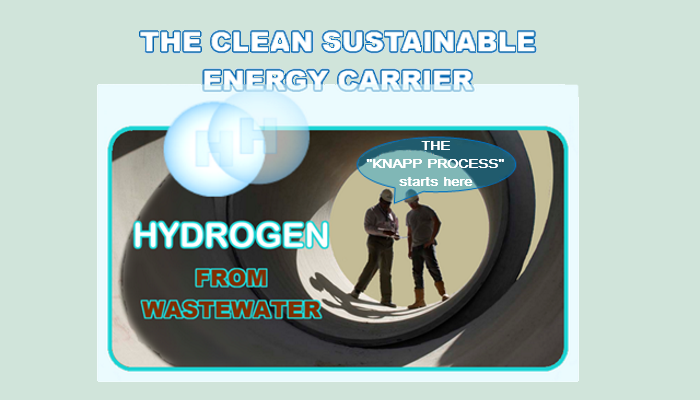 THE CLEAN SUSTAINABLE
ENERGY CARRIER
H H
THE
"KNAPP PROCESS"
starts here
HYDROGEN
FROM
WASTEWATER